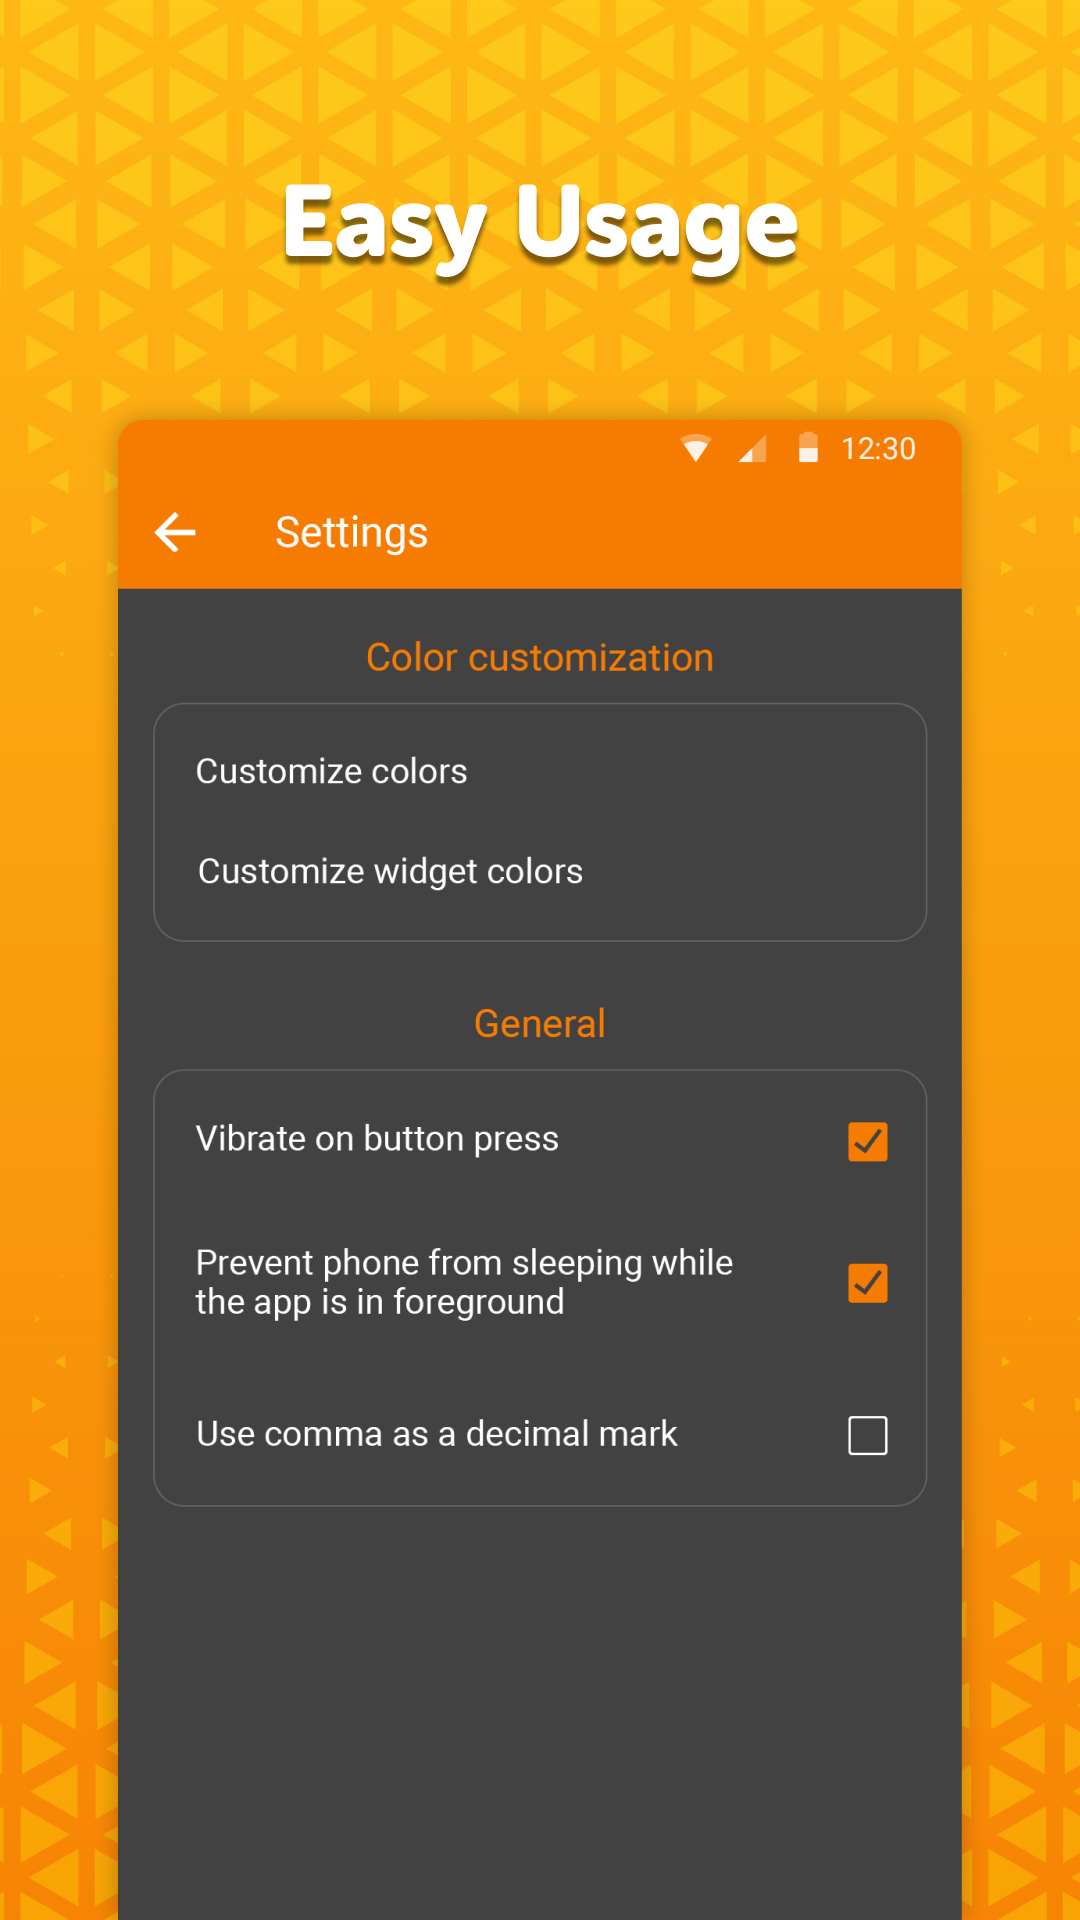 Easy Usage
12:30
Settings
Color customization
Customize colors
Customize widget colors
General
Vibrate on button press
Prevent phone from sleeping while
the app is in foreground
Use comma as a decimal mark